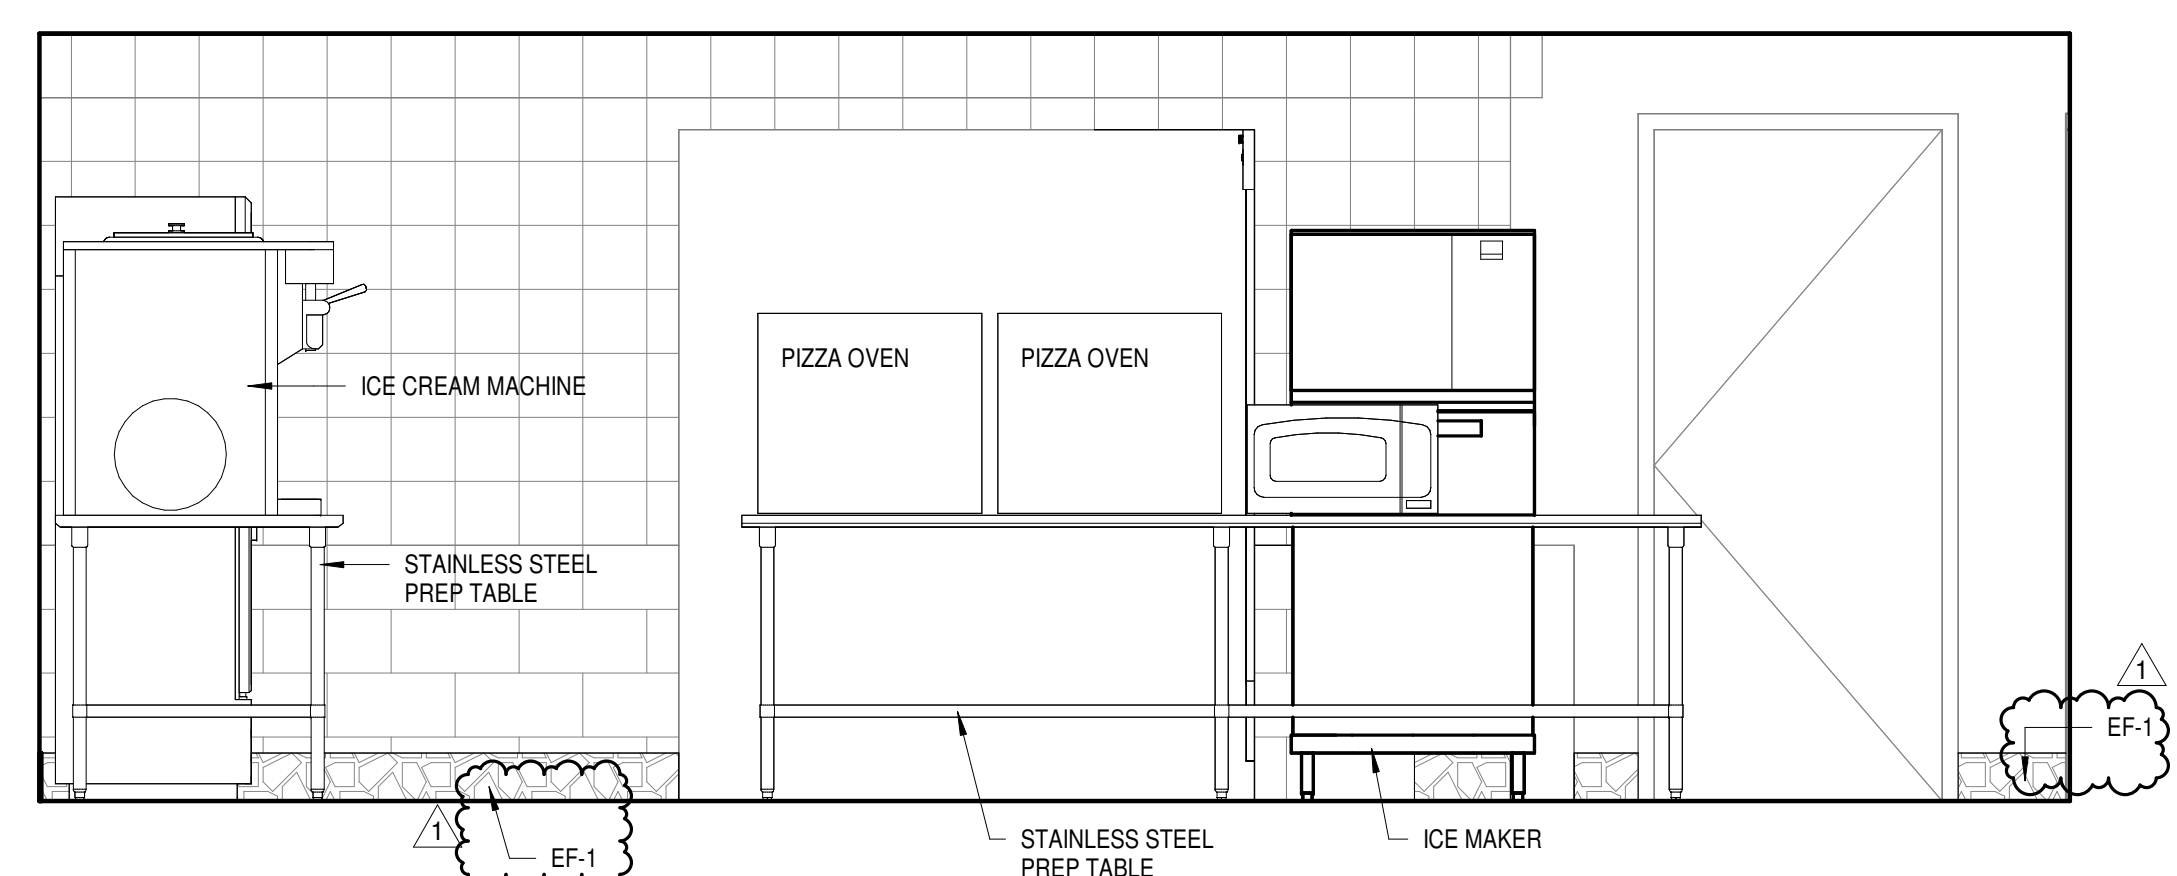 PIZZA OVEN
PIZZA OVEN
ICE CREAM MACHINE
STAINLESS STEEL
PREP TABLE
1
EF-1
1
EF-1
STAINLESS STEEL
PREP TABLE
ICE MAKER